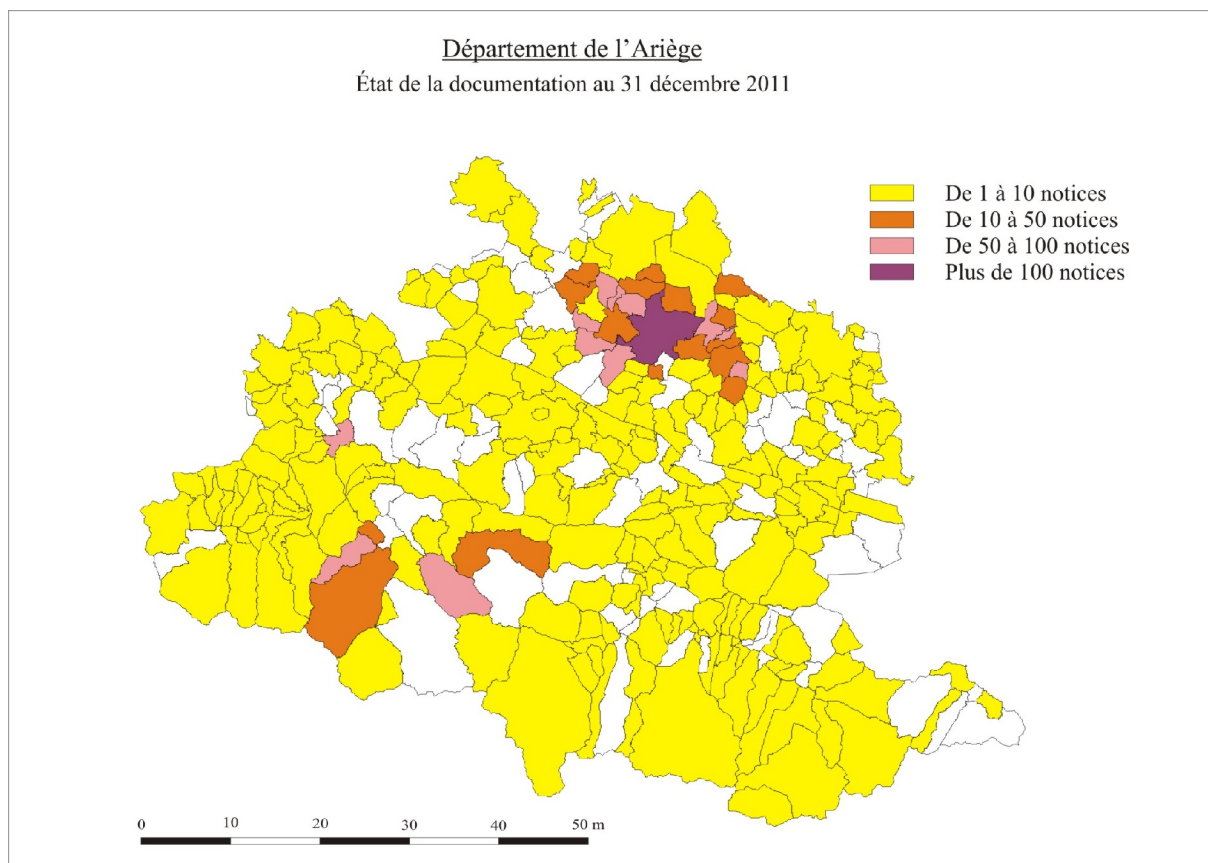 Département de l'Ariège
État de la documentation au 31 décembre 2011
De 1 à 10 notices
De 10 à 50 notices
De 50 à 100 notices
Plus de 100 notices
0 10 20 30 40 50 m